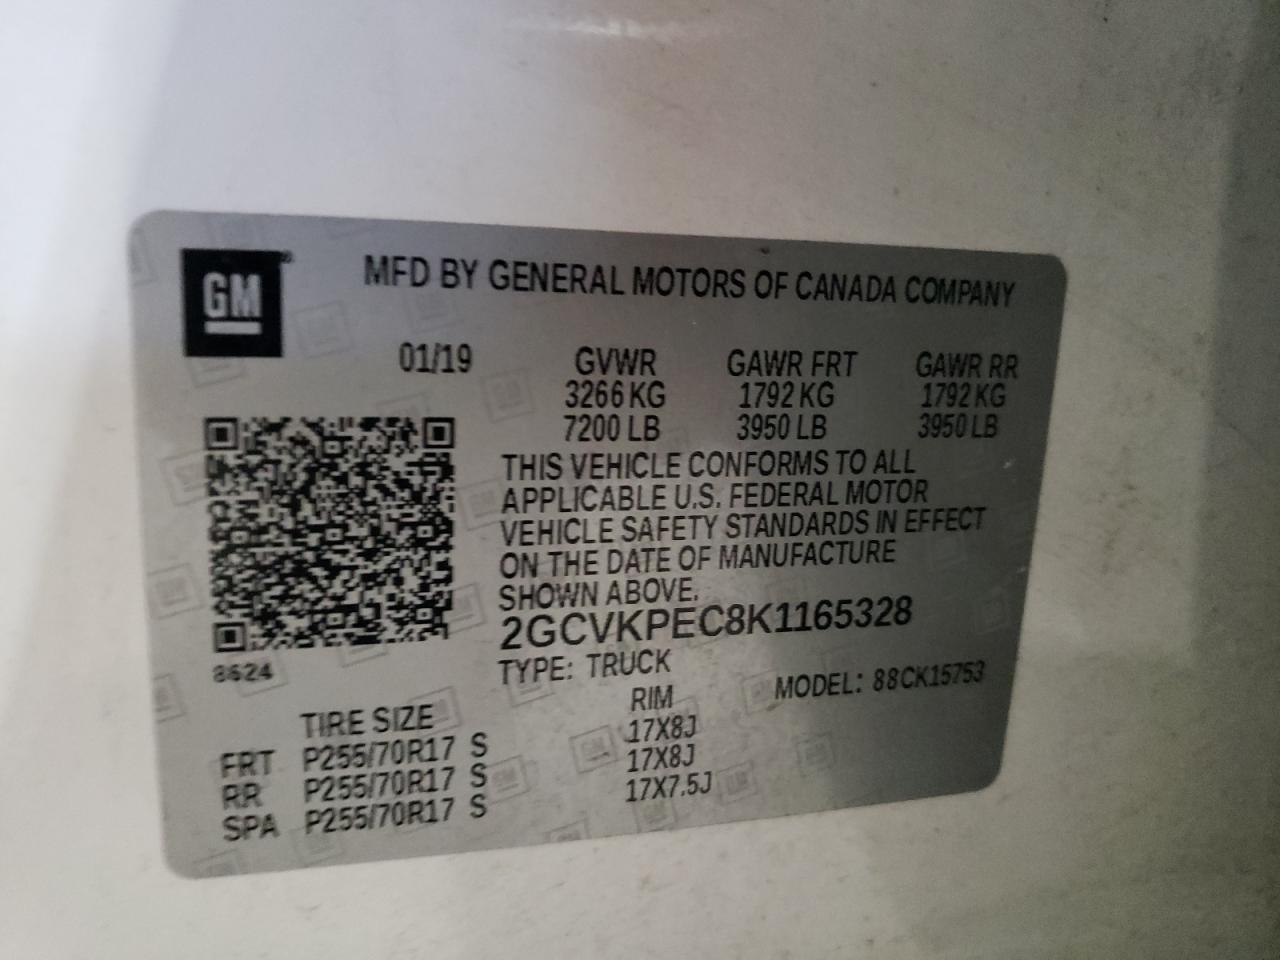 GM
MFD BY GENERAL MOTORS OF CANADA COMPANY
01/19 GVWR GAWR FRT GAWR RR
3266 KG 1792 KG 1792 KG
7200 LB 3950 LB 3950 LB
THIS VEHICLE CONFORMS TO ALL
APPLICABLE U.S. FEDERAL MOTOR
VEHICLE SAFETY STANDARDS IN EFFECT
ON THE DATE OF MANUFACTURE
SHOWN ABOVE.
2GCVKPEC8K1165328
8624
TYPE: TRUCK MODEL: 88CK15753
TIRE SIZE RIM
FRT P255/70R17 S 17X8J
RR P255/70R17 S 17X8J
SPA P255/70R17 S 17X7.5J